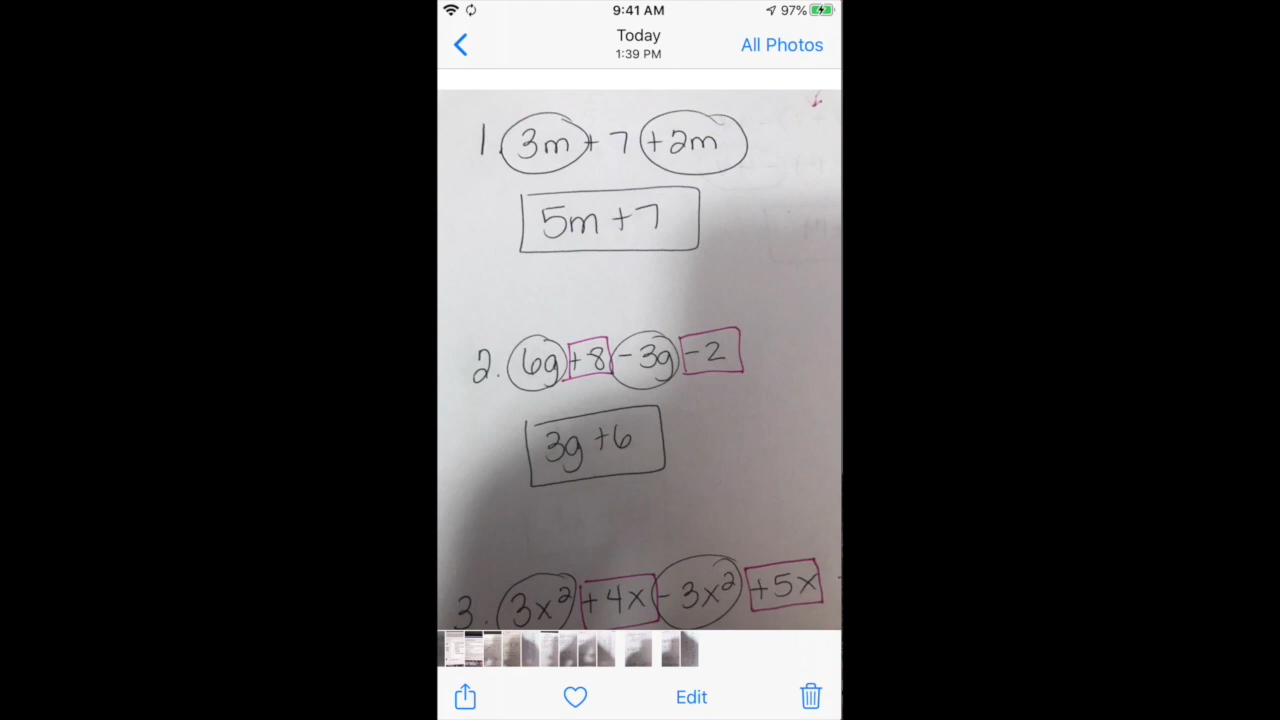 9:41 AM 97%
Today
1:39 PM
All Photos
1. 3m + 7 + 2m
5m + 7
2. 6g + 8 - 3g - 2
3g + 6
3. 3x² + 4x - 3x² + 5x
Edit